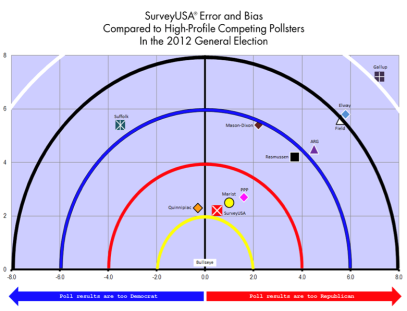 SurveyUSA® Error and Bias
Compared to High-Profile Competing Pollsters
In the 2012 General Election
8
Gallup
6
Suffolk
Mason-Dixon
Elway
Field
ARG
Rasmussen
4
PPP
Marist
Quinnipiac
SurveyUSA
2
Bullseye
0
0
-8.0
-6.0
-4.0
-2.0
0.0
2.0
4.0
6.0
8.0
Poll results are too Democrat
Poll results are too Republican